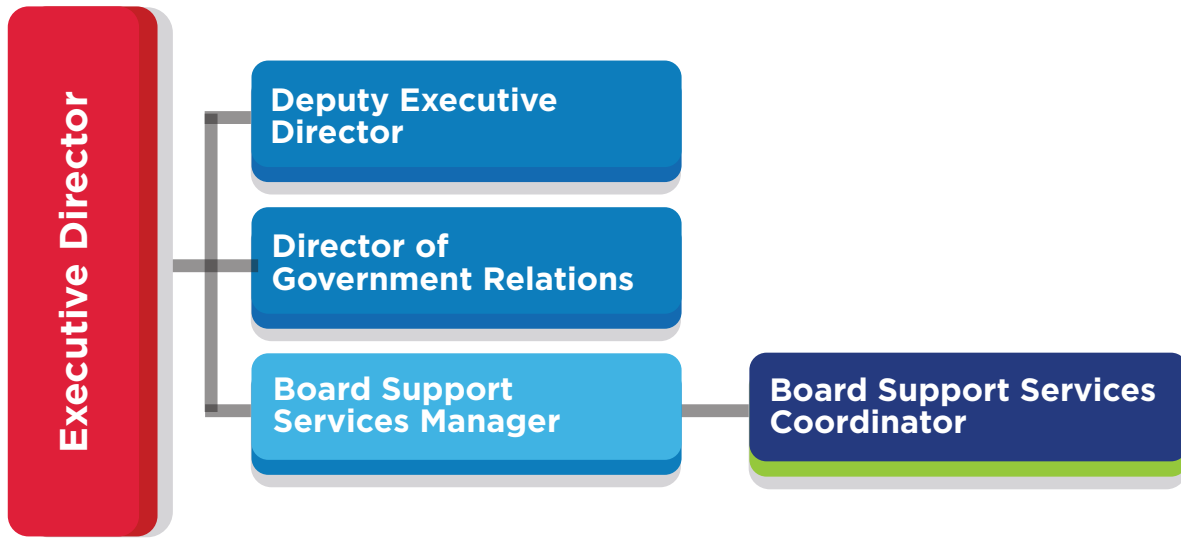 Executive Director
Deputy Executive
Director
Director of
Government Relations
Board Support
Services Manager
Board Support Services
Coordinator